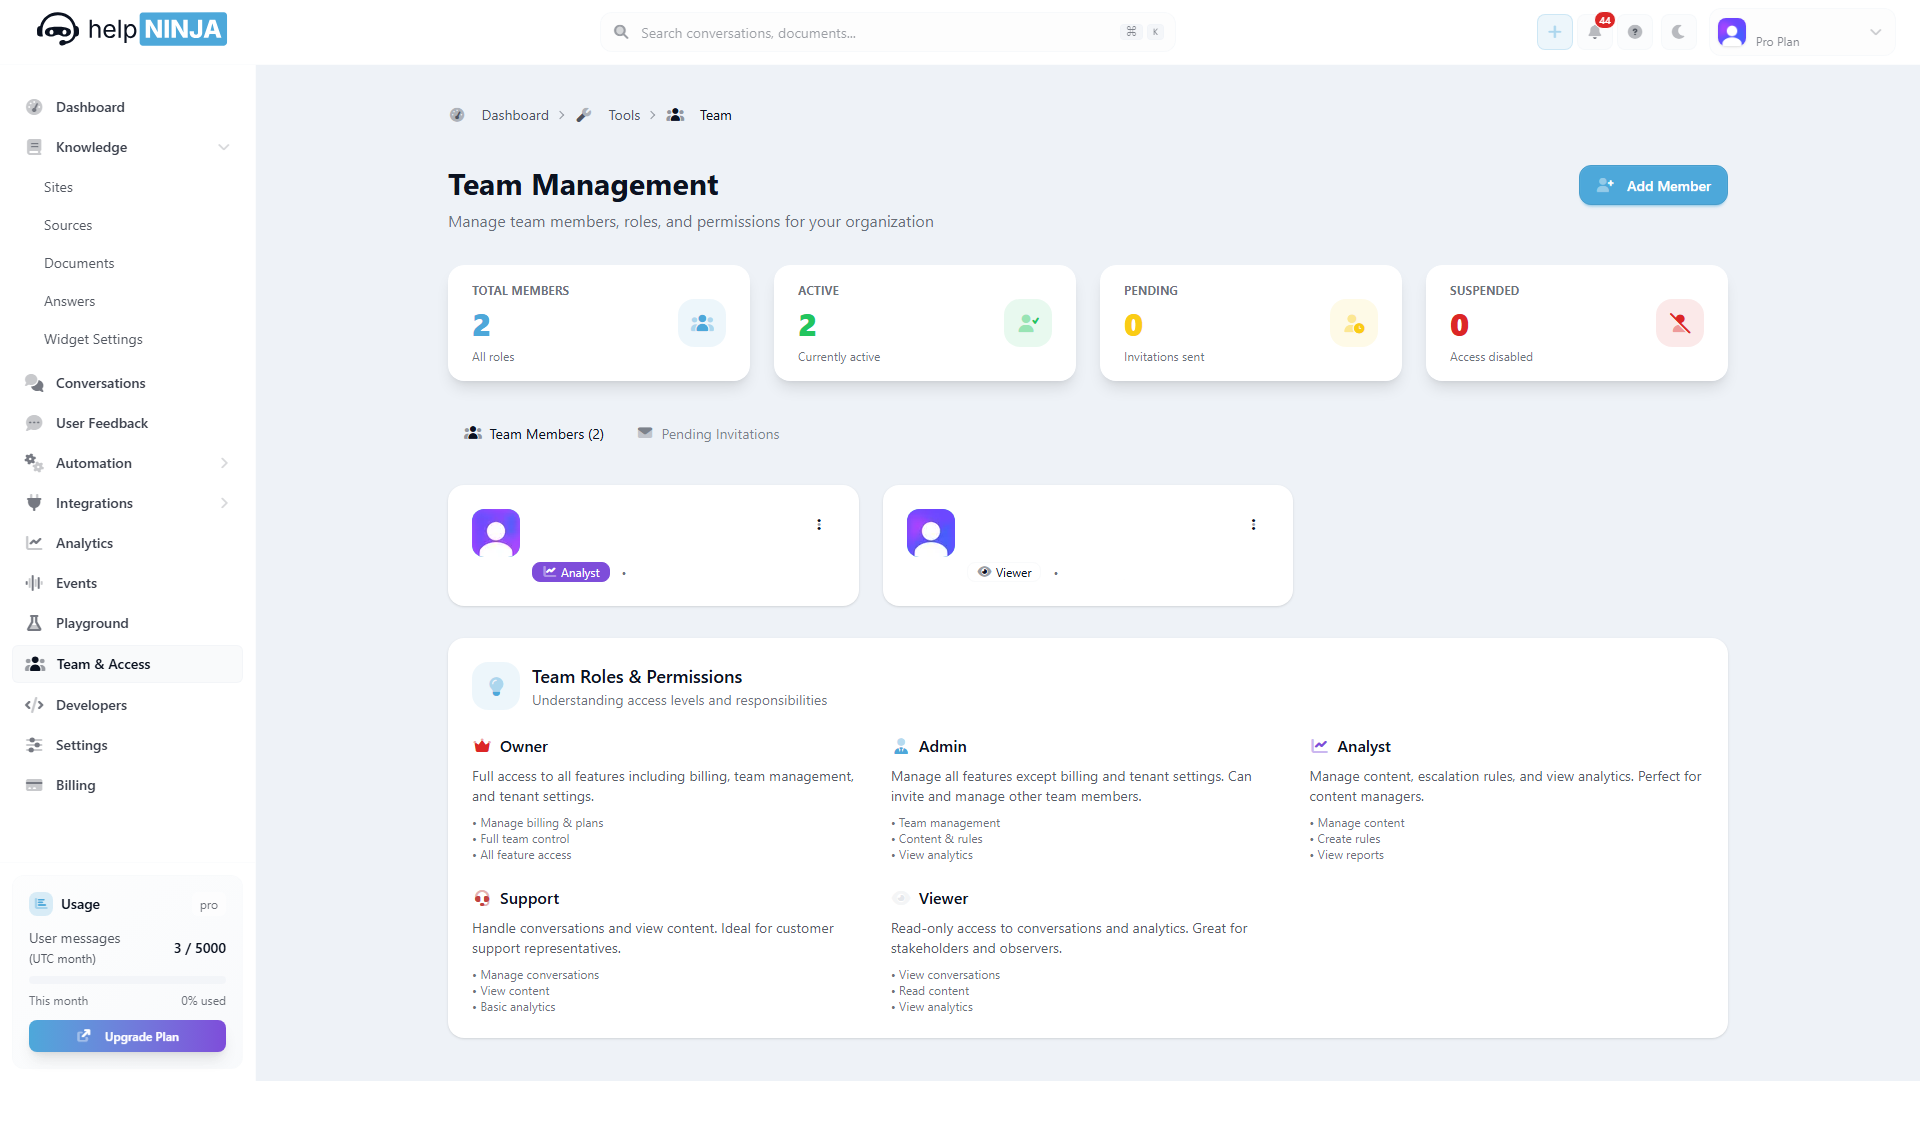 help NINJA
Search conversations, documents...
⌘ K
44
Pro Plan
Dashboard
Knowledge
Sites
Sources
Documents
Answers
Widget Settings
Conversations
User Feedback
Automation
Integrations
Analytics
Events
Playground
Team & Access
Developers
Settings
Billing
Usage
pro
User messages
(UTC month)
3 / 5000
This month
0% used
Upgrade Plan
Dashboard > Tools > Team
Team Management
Manage team members, roles, and permissions for your organization
Add Member
TOTAL MEMBERS
2
All roles
ACTIVE
2
Currently active
PENDING
0
Invitations sent
SUSPENDED
0
Access disabled
Team Members (2)
Pending Invitations
Analyst •
Viewer •
Team Roles & Permissions
Understanding access levels and responsibilities
Owner
Full access to all features including billing, team management,
and tenant settings.
• Manage billing & plans
• Full team control
• All feature access
Admin
Manage all features except billing and tenant settings. Can
invite and manage other team members.
• Team management
• Content & rules
• View analytics
Analyst
Manage content, escalation rules, and view analytics. Perfect for
content managers.
• Manage content
• Create rules
• View reports
Support
Handle conversations and view content. Ideal for customer
support representatives.
• Manage conversations
• View content
• Basic analytics
Viewer
Read-only access to conversations and analytics. Great for
stakeholders and observers.
• View conversations
• Read content
• View analytics